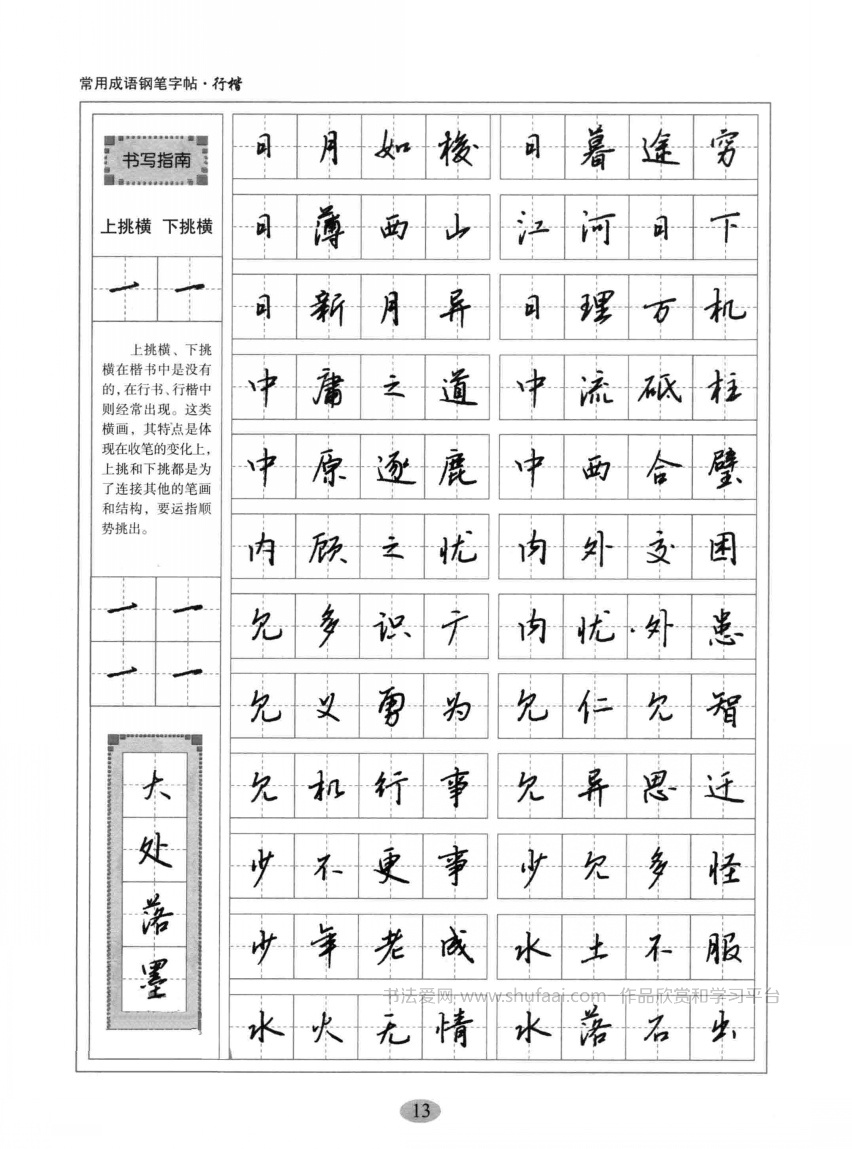 常用成语钢笔字帖·行楷
书写指南
上挑横 下挑横
一 一
上挑横、下挑
横在楷书中是没有
的,在行书、行楷中
则经常出现。这类
横画，其特点是体
现在收笔的变化上，
上挑和下挑都是为
了连接其他的笔画
和结构，要运指顺
势挑出。
一 一
一 一
大处落墨
日月如梭 日暮途穷
日薄西山 江河日下
日新月异 日理万机
中庸之道 中流砥柱
中原逐鹿 中西合璧
内顾之忧 内外交困
见多识广 内忧外患
见义勇为 见仁见智
见机行事 见异思迁
少不更事 少见多怪
少年老成 水土不服
水火无情 水落石出
书法爱网 www.shufaai.com 作品欣赏和学习平台
13